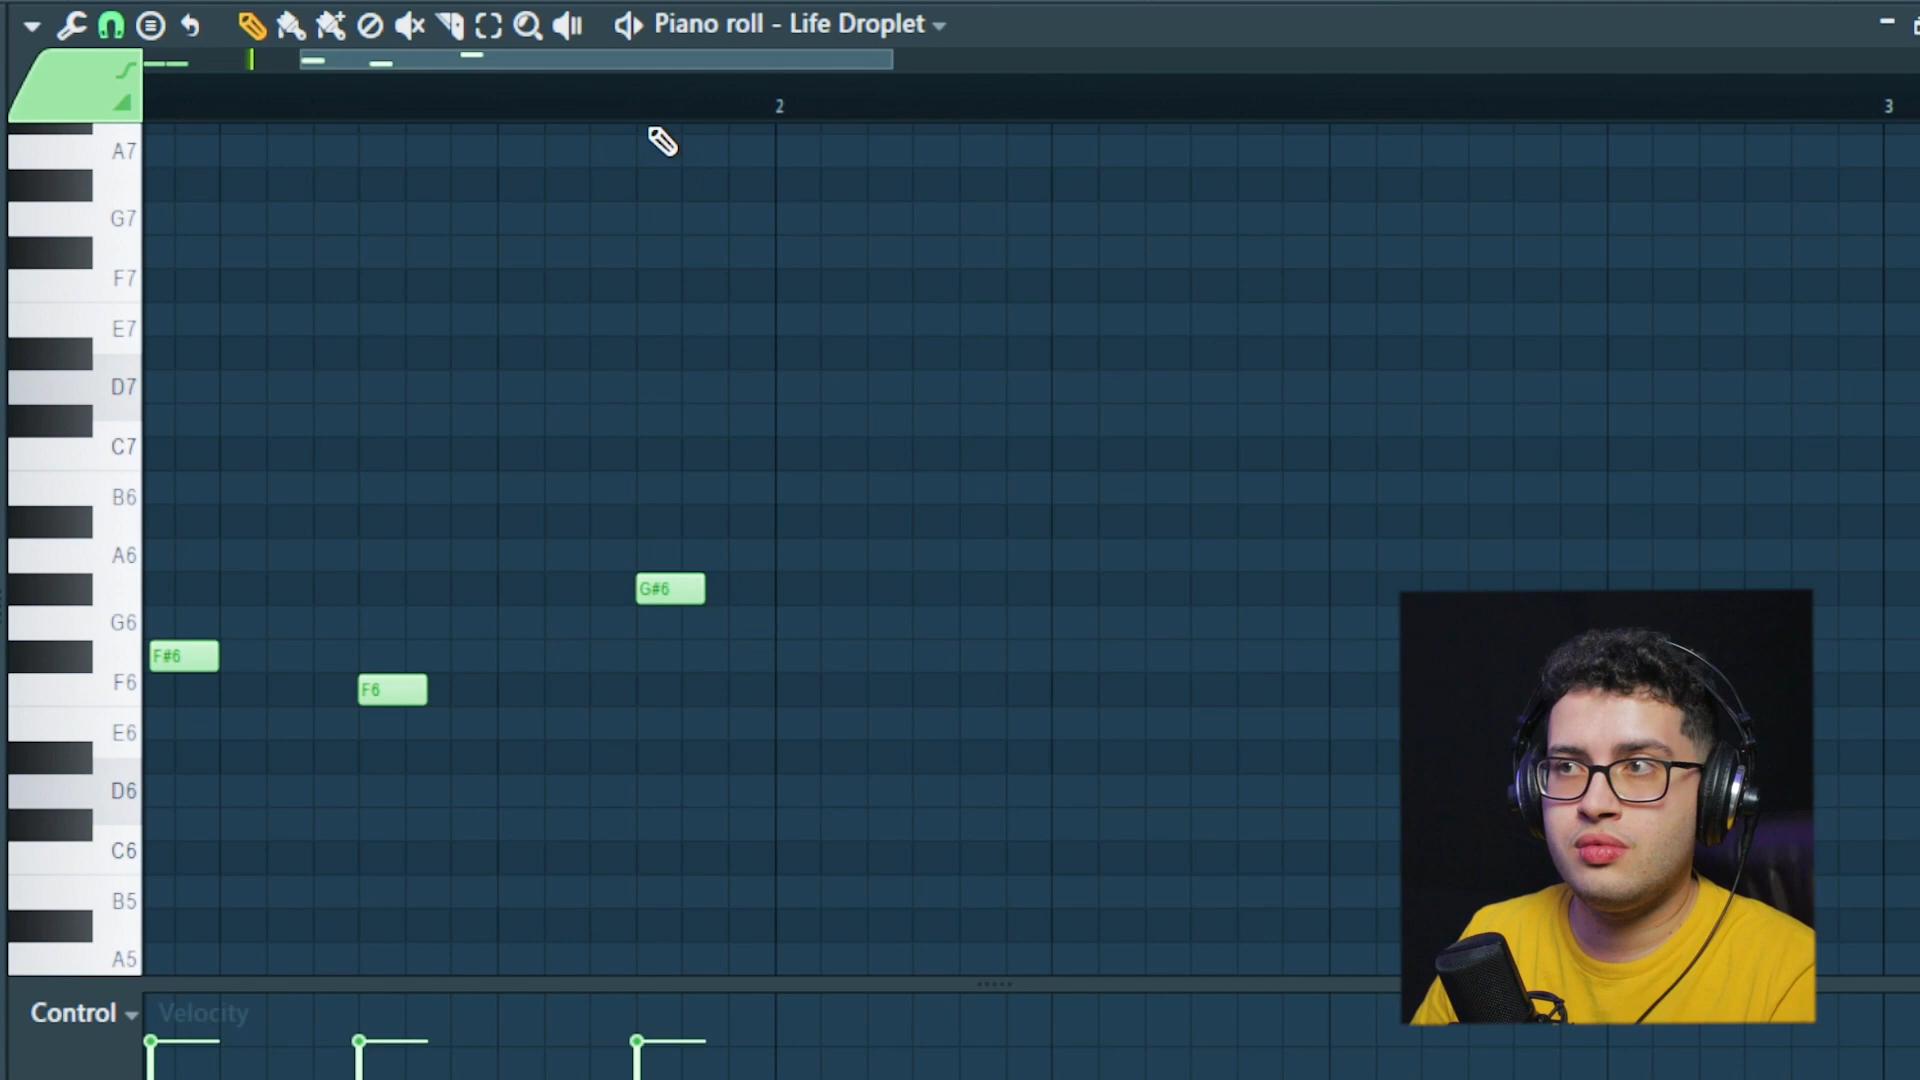 Piano roll - Life Droplet
2
3
A7
G7
F7
E7
D7
C7
B6
A6
G#6
G6
F#6
F6
F6
E6
D6
C6
B5
A5
Control
Velocity